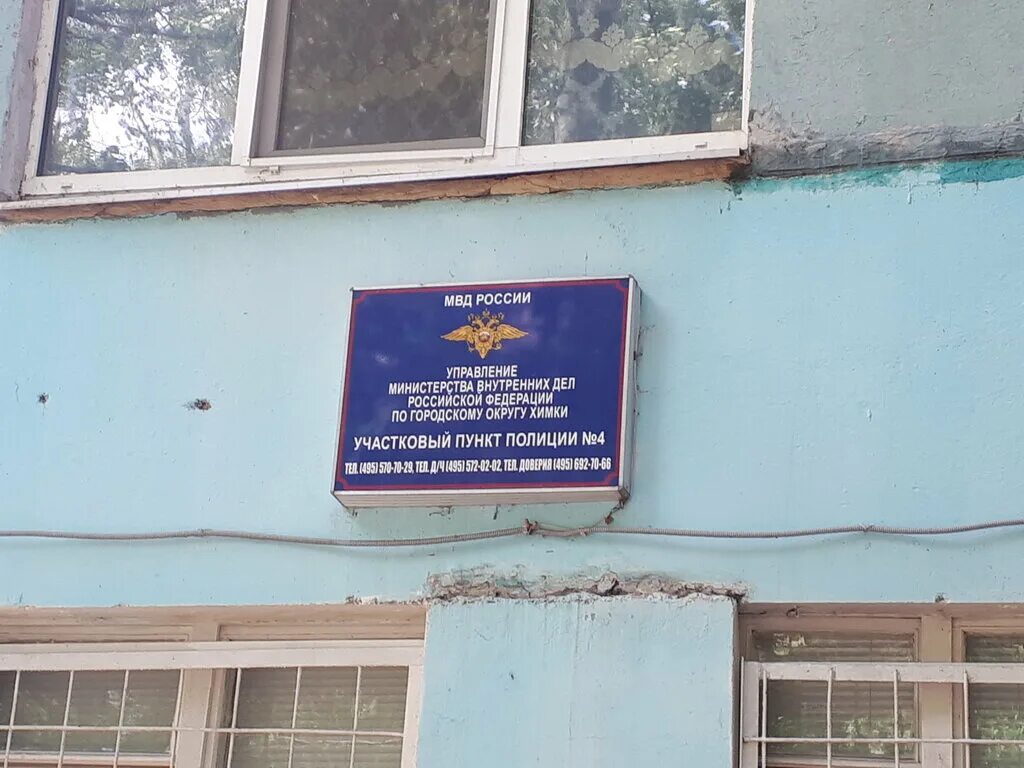 МВД РОССИИ
УПРАВЛЕНИЕ
МИНИСТЕРСТВА ВНУТРЕННИХ ДЕЛ
РОССИЙСКОЙ ФЕДЕРАЦИИ
ПО ГОРОДСКОМУ ОКРУГУ ХИМКИ
УЧАСТКОВЫЙ ПУНКТ ПОЛИЦИИ №4
ТЕЛ. (495) 570-70-29, ТЕЛ. Д/Ч (495) 572-02-02, ТЕЛ. ДОВЕРИЯ (495) 692-70-66